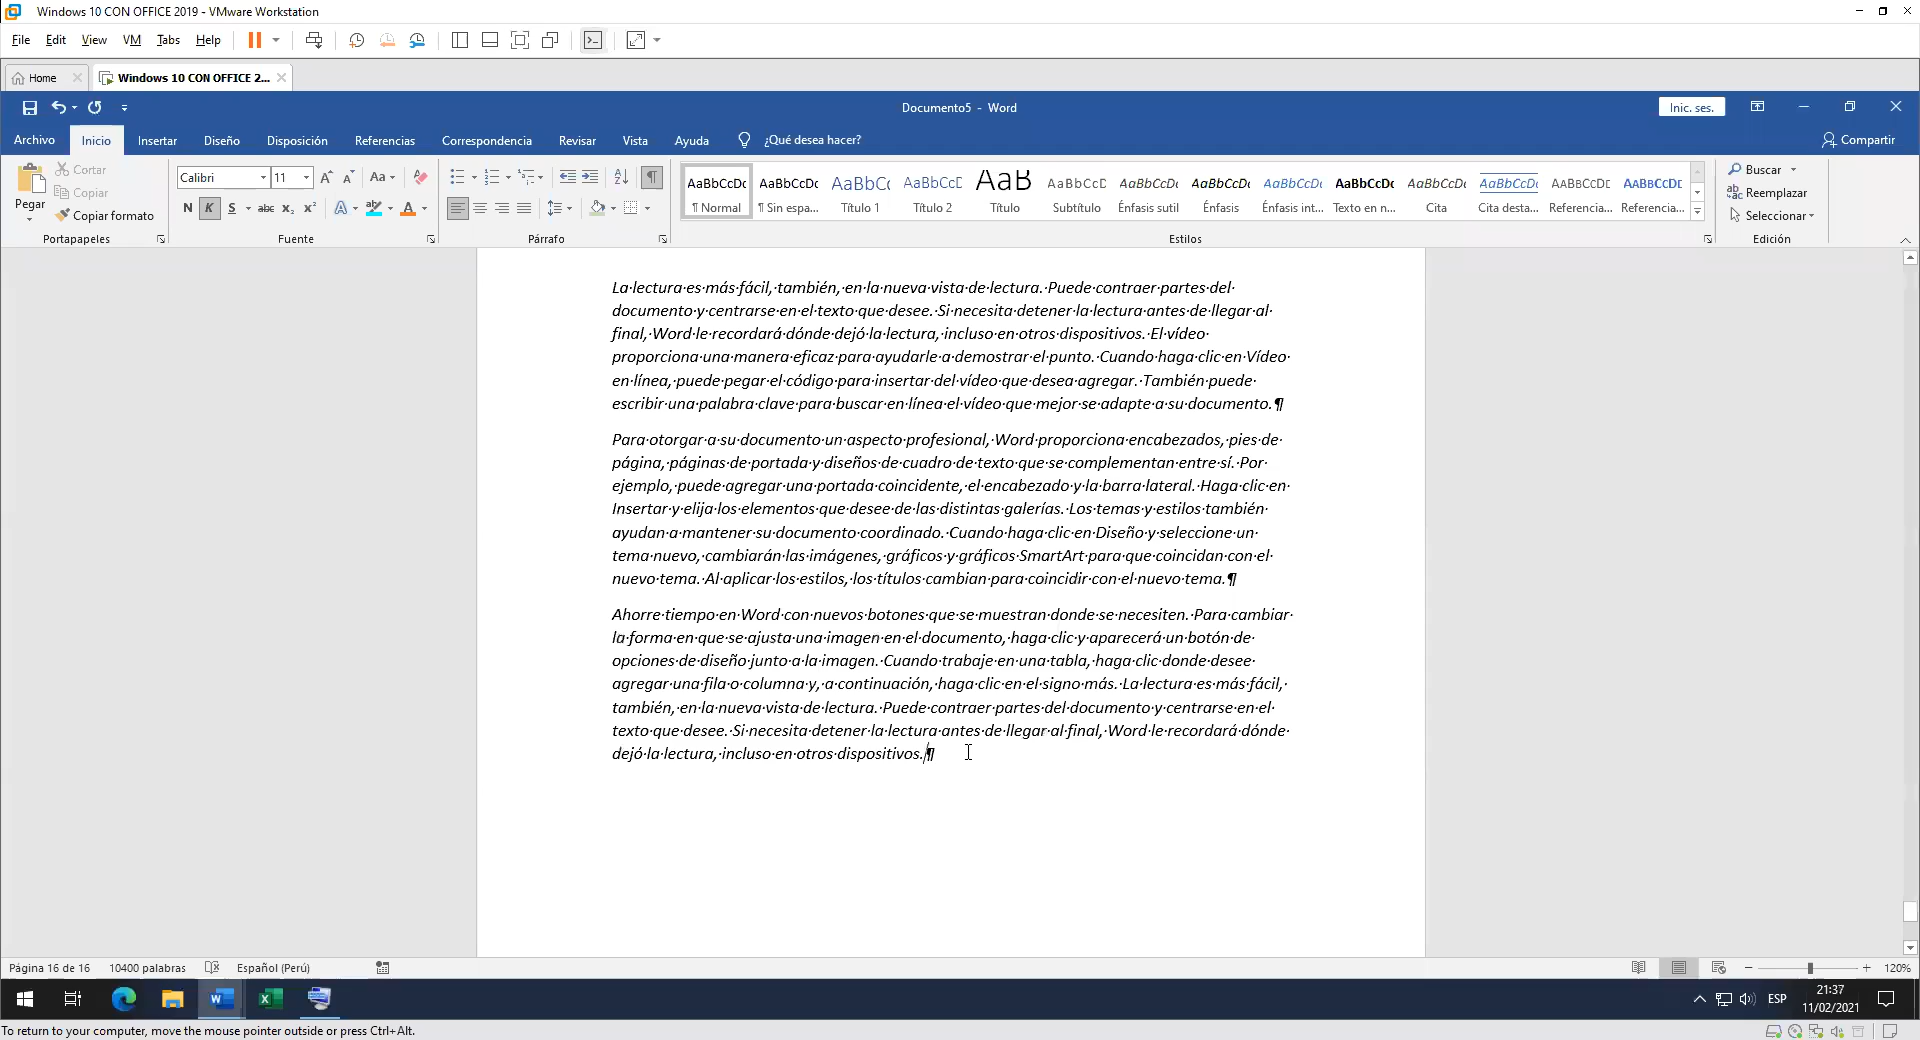 Windows 10 CON OFFICE 2019 - VMware Workstation
File Edit View VM Tabs Help
Home Windows 10 CON OFFICE 2...
Documento5 - Word
Inic. ses.
Archivo Inicio Insertar Diseño Disposición Referencias Correspondencia Revisar Vista Ayuda ¿Qué desea hacer? Compartir
Pegar
Cortar
Copiar
Copiar formato
Portapapeles
Calibri 11
N K S abc
Fuente
Párrafo
AaBbCcDc AaBbCcDc AaBbCc AaBbCcD AaB AaBbCcD AaBbCcDc AaBbCcDc AaBbCcDc AaBbCcDc AaBbCcDc AaBbCcDc AaBbCcDc AaBbCcDc
¶ Normal ¶ Sin espa... Título 1 Título 2 Título Subtítulo Énfasis sutil Énfasis Énfasis int... Texto en n... Cita Cita desta... Referencia... Referencia...
Estilos
Buscar
Reemplazar
Seleccionar
Edición
La·lectura·es·más·fácil,·también,·en·la·nueva·vista·de·lectura.·Puede·contraer·partes·del·
documento·y·centrarse·en·el·texto·que·desee.·Si·necesita·detener·la·lectura·antes·de·llegar·al·
final,·Word·le·recordará·dónde·dejó·la·lectura,·incluso·en·otros·dispositivos.·El·vídeo·
proporciona·una·manera·eficaz·para·ayudarle·a·demostrar·el·punto.·Cuando·haga·clic·en·Vídeo·
en·línea,·puede·pegar·el·código·para·insertar·del·vídeo·que·desea·agregar.·También·puede·
escribir·una·palabra·clave·para·buscar·en·línea·el·vídeo·que·mejor·se·adapte·a·su·documento.¶
Para·otorgar·a·su·documento·un·aspecto·profesional,·Word·proporciona·encabezados,·pies·de·
página,·páginas·de·portada·y·diseños·de·cuadro·de·texto·que·se·complementan·entre·sí.·Por·
ejemplo,·puede·agregar·una·portada·coincidente,·el·encabezado·y·la·barra·lateral.·Haga·clic·en·
Insertar·y·elija·los·elementos·que·desee·de·las·distintas·galerías.·Los·temas·y·estilos·también·
ayudan·a·mantener·su·documento·coordinado.·Cuando·haga·clic·en·Diseño·y·seleccione·un·
tema·nuevo,·cambiarán·las·imágenes,·gráficos·y·gráficos·SmartArt·para·que·coincidan·con·el·
nuevo·tema.·Al·aplicar·los·estilos,·los·títulos·cambian·para·coincidir·con·el·nuevo·tema.¶
Ahorre·tiempo·en·Word·con·nuevos·botones·que·se·muestran·donde·se·necesiten.·Para·cambiar·
la·forma·en·que·se·ajusta·una·imagen·en·el·documento,·haga·clic·y·aparecerá·un·botón·de·
opciones·de·diseño·junto·a·la·imagen.·Cuando·trabaje·en·una·tabla,·haga·clic·donde·desee·
agregar·una·fila·o·columna·y,·a·continuación,·haga·clic·en·el·signo·más.·La·lectura·es·más·fácil,·
también,·en·la·nueva·vista·de·lectura.·Puede·contraer·partes·del·documento·y·centrarse·en·el·
texto·que·desee.·Si·necesita·detener·la·lectura·antes·de·llegar·al·final,·Word·le·recordará·dónde·
dejó·la·lectura,·incluso·en·otros·dispositivos.¶
Página 16 de 16 10400 palabras Español (Perú) 120%
ESP
21:37
11/02/2021
To return to your computer, move the mouse pointer outside or press Ctrl+Alt.